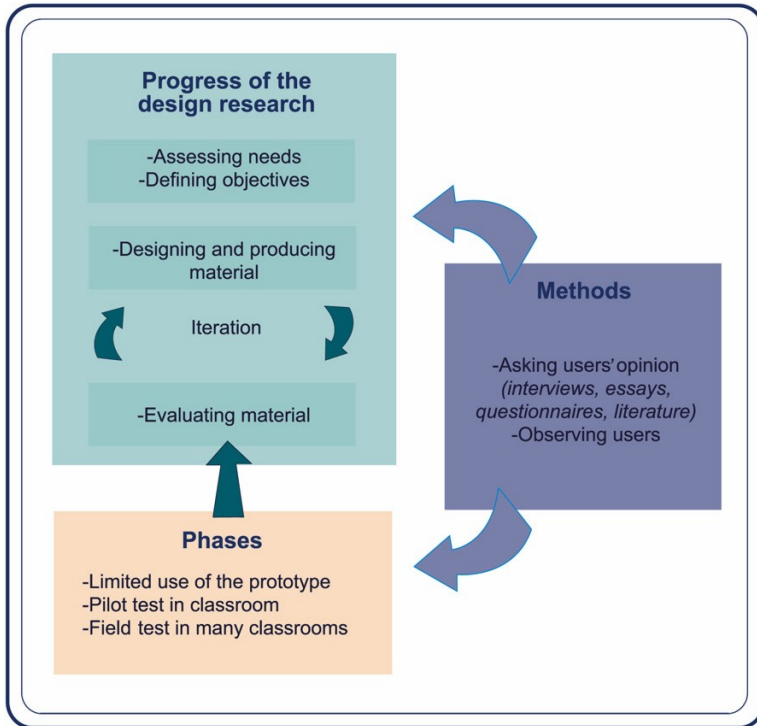 Progress of the
design research
-Assessing needs
-Defining objectives
-Designing and producing
material
Iteration
-Evaluating material
Methods
-Asking users’ opinion
(interviews, essays,
questionnaires, literature)
-Observing users
Phases
-Limited use of the prototype
-Pilot test in classroom
-Field test in many classrooms